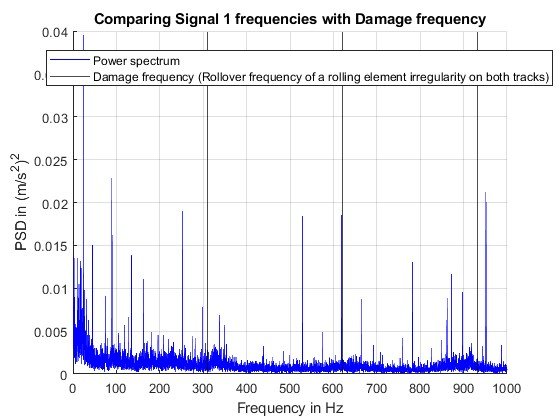 Comparing Signal 1 frequencies with Damage frequency
0.04
Power spectrum
0.
Damage frequency (Rollover frequency of a rolling element irregularity on both tracks)
0.03
0.025
0.02
0.015
0.01
0.005
0
PSD in (m/s²)²
0 100 200 300 400 500 600 700 800 900 1000
Frequency in Hz